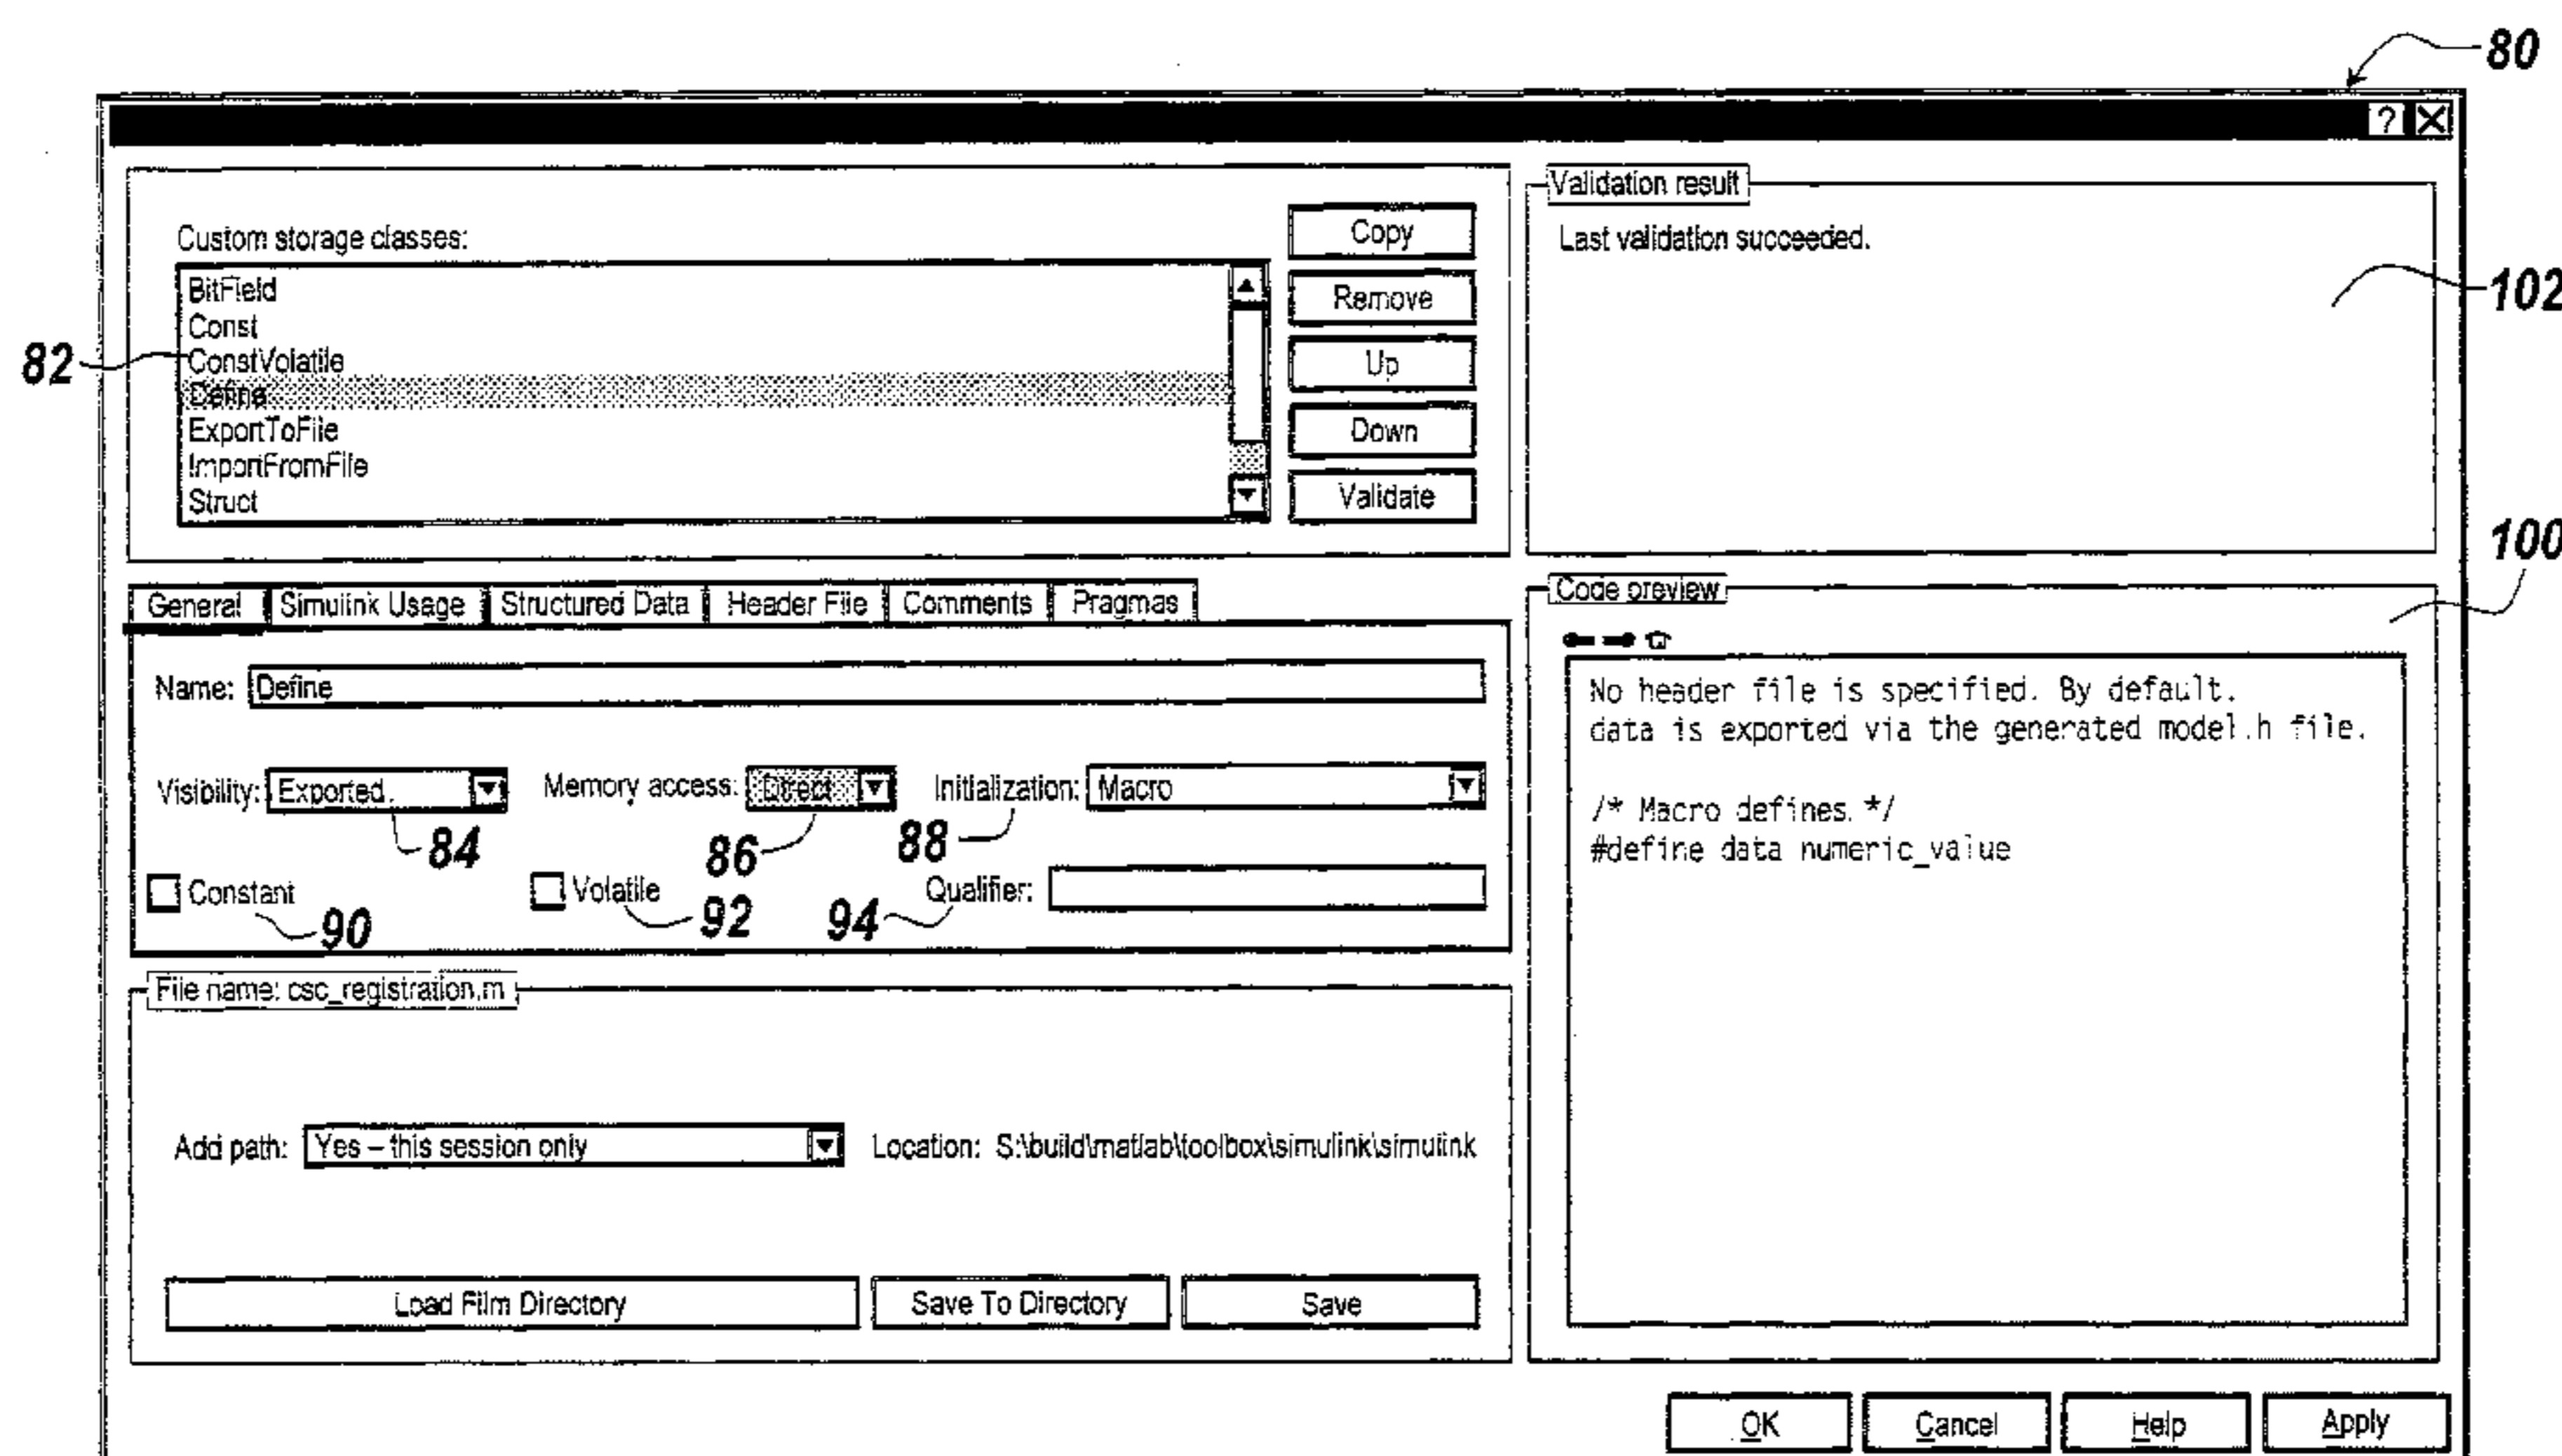 80
? X
Custom storage classes:
BitField
Const
ConstVolatile
Define
ExportToFile
ImportFromFile
Struct
82
Copy
Remove
Up
Down
Validate
Validation result
Last validation succeeded.
102
General Simulink Usage Structured Data Header File Comments Pragmas
Name: Define
Visibility: Exported Memory access: Direct Initialization: Macro
84 86 88
Constant Volatile Qualifier:
90 92 94
Code preview
100
No header file is specified. By default.
data is exported via the generated model.h file.
/* Macro defines */
#define data numeric_value
File name: csc_registration.m
Add path: Yes – this session only Location: S:\build\matlab\toolbox\simulink\simulink
Load Film Directory Save To Directory Save
OK Cancel Help Apply